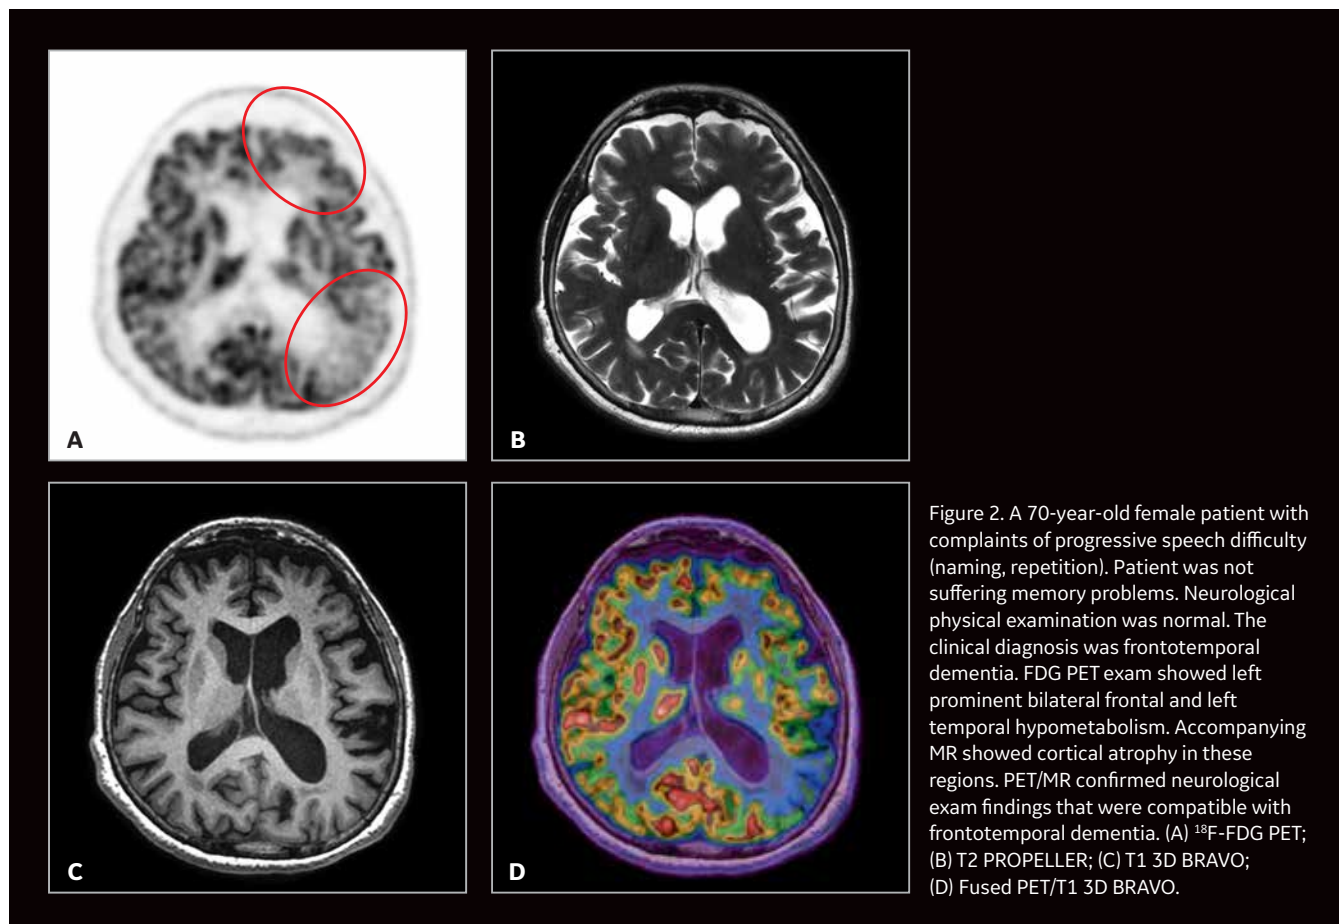 A
B
C
D
Figure 2. A 70-year-old female patient with
complaints of progressive speech difficulty
(naming, repetition). Patient was not
suffering memory problems. Neurological
physical examination was normal. The
clinical diagnosis was frontotemporal
dementia. FDG PET exam showed left
prominent bilateral frontal and left
temporal hypometabolism. Accompanying
MR showed cortical atrophy in these
regions. PET/MR confirmed neurological
exam findings that were compatible with
frontotemporal dementia. (A) ¹⁸F-FDG PET;
(B) T2 PROPELLER; (C) T1 3D BRAVO;
(D) Fused PET/T1 3D BRAVO.